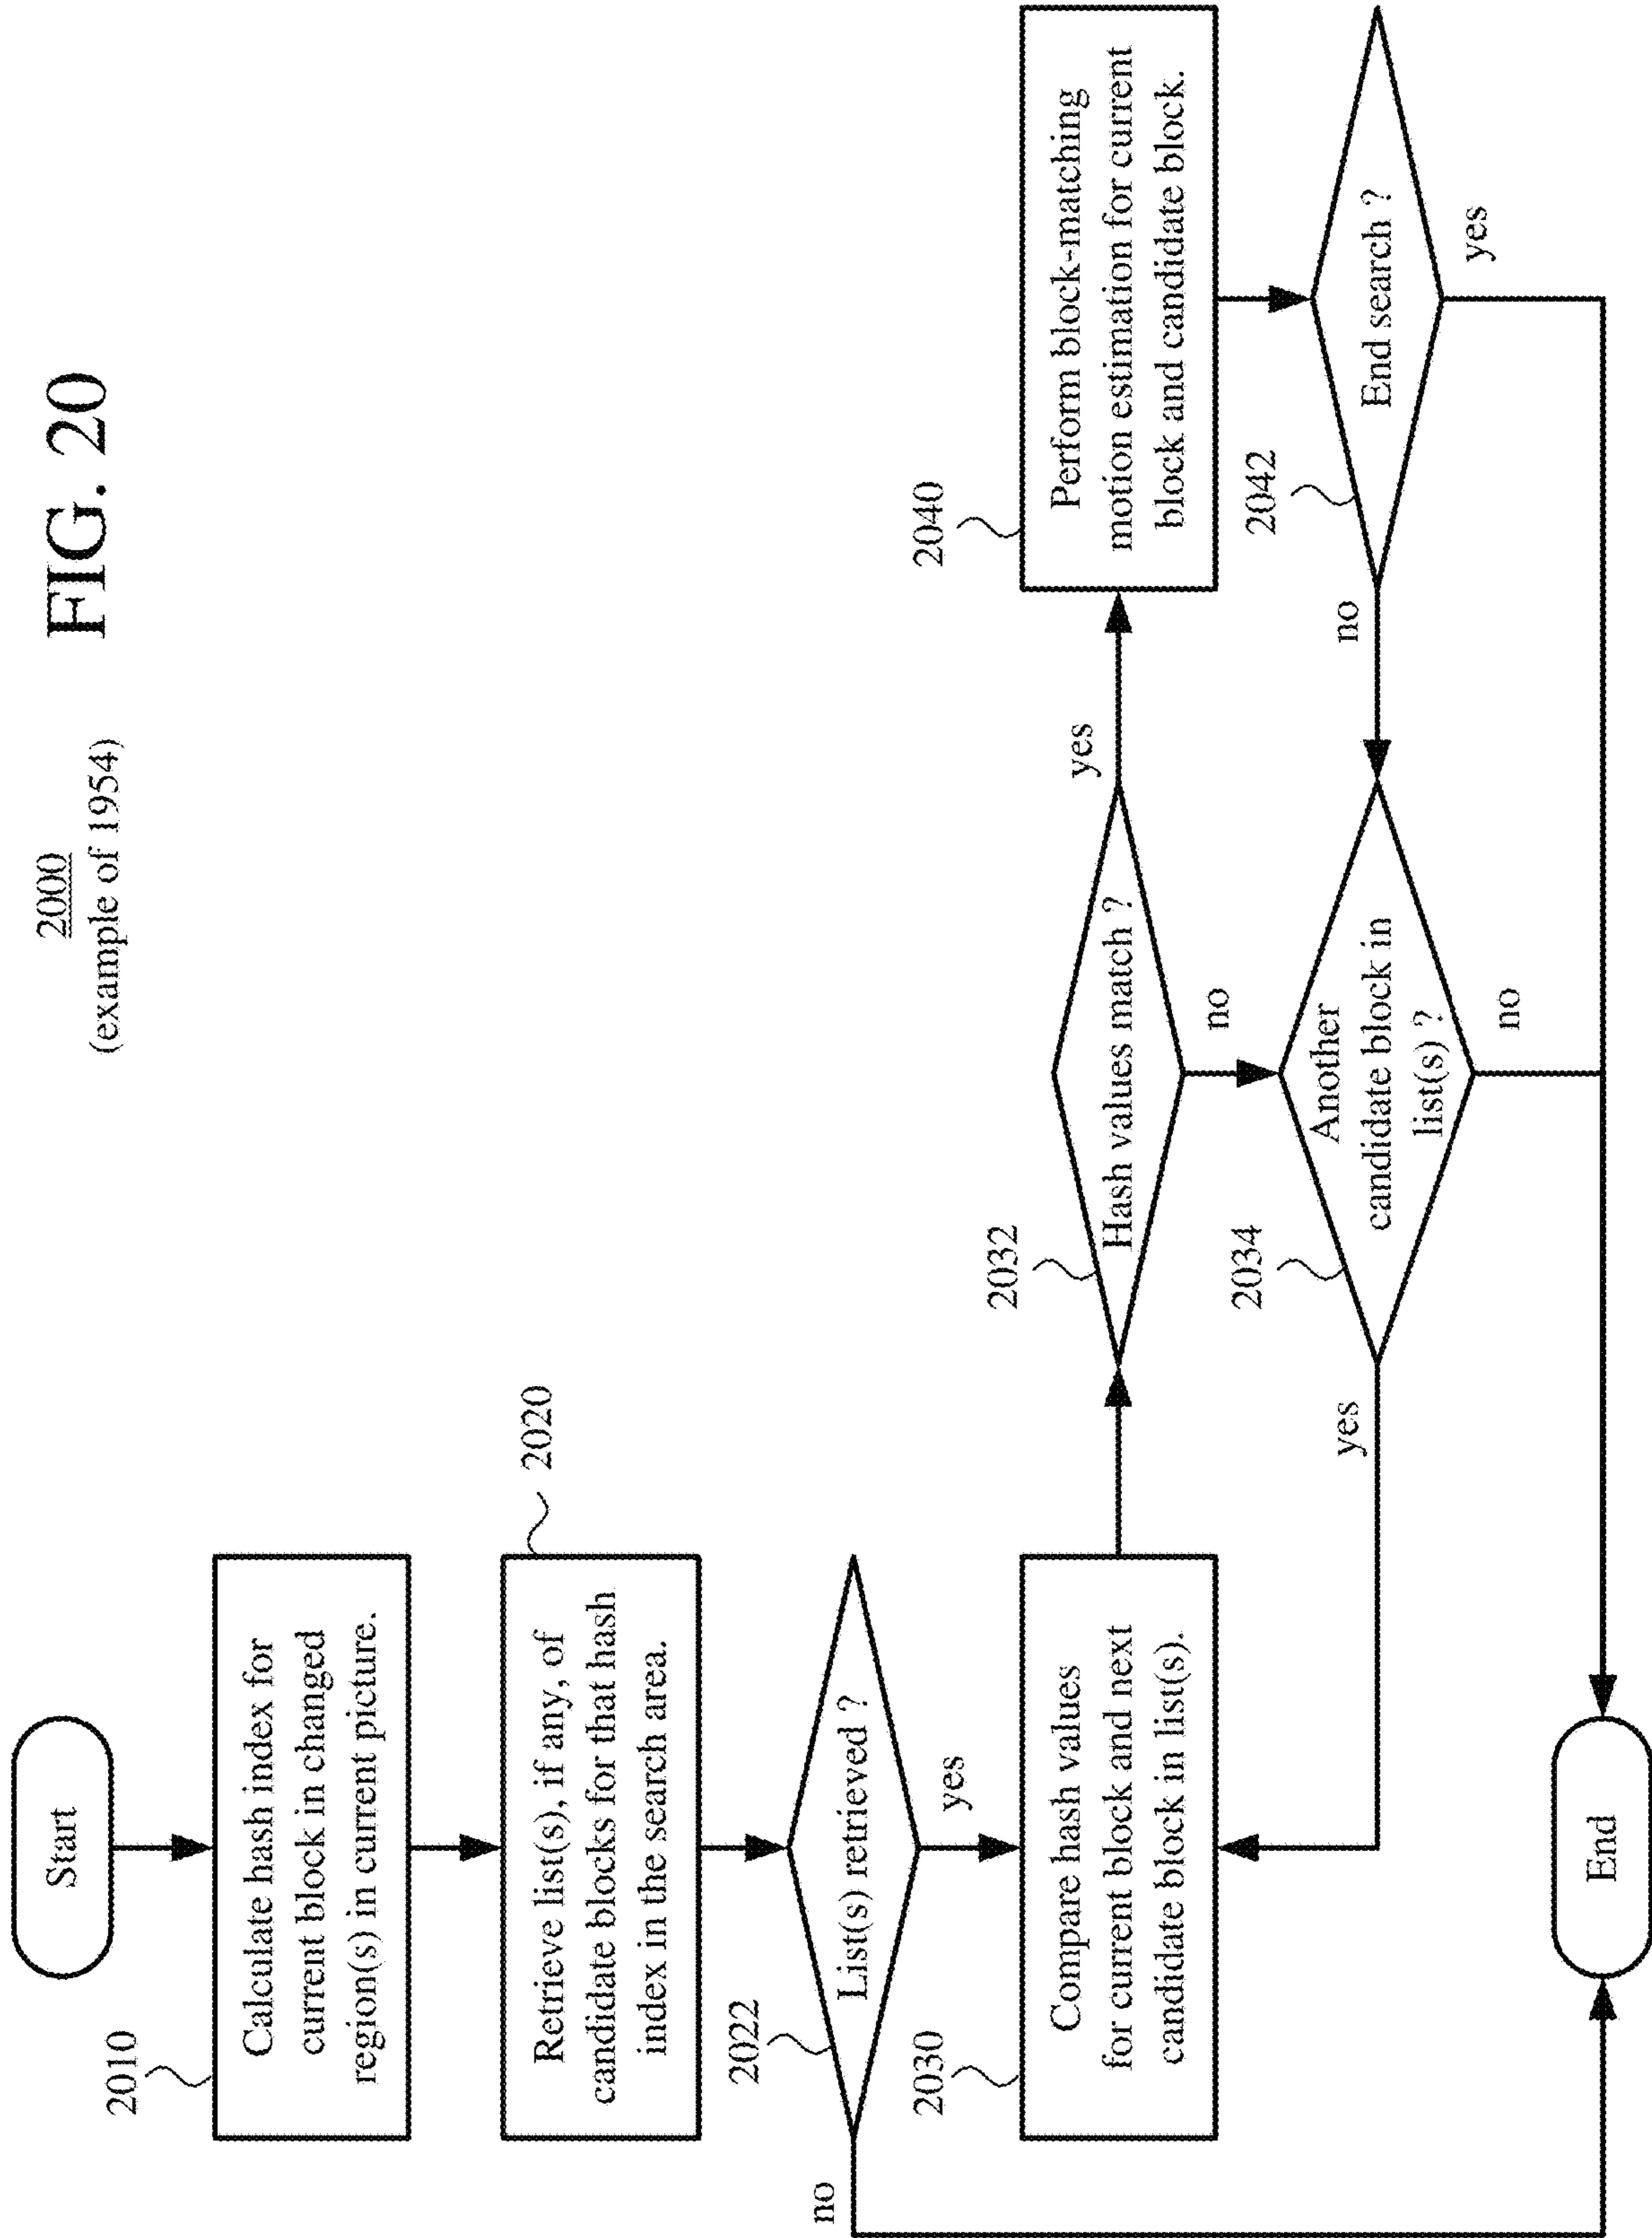 2000
(example of 1954)
FIG. 20
Start
2010
Calculate hash index for
current block in changed
region(s) in current picture.
2020
Retrieve list(s), if any, of
candidate blocks for that hash
index in the search area.
2022
List(s) retrieved ?
no
yes
2030
Compare hash values
for current block and next
candidate block in list(s).
2032
Hash values match ?
yes
no
2040
Perform block-matching
motion estimation for current
block and candidate block.
2042
End search ?
no
yes
2034
Another
candidate block in
list(s) ?
yes
no
End